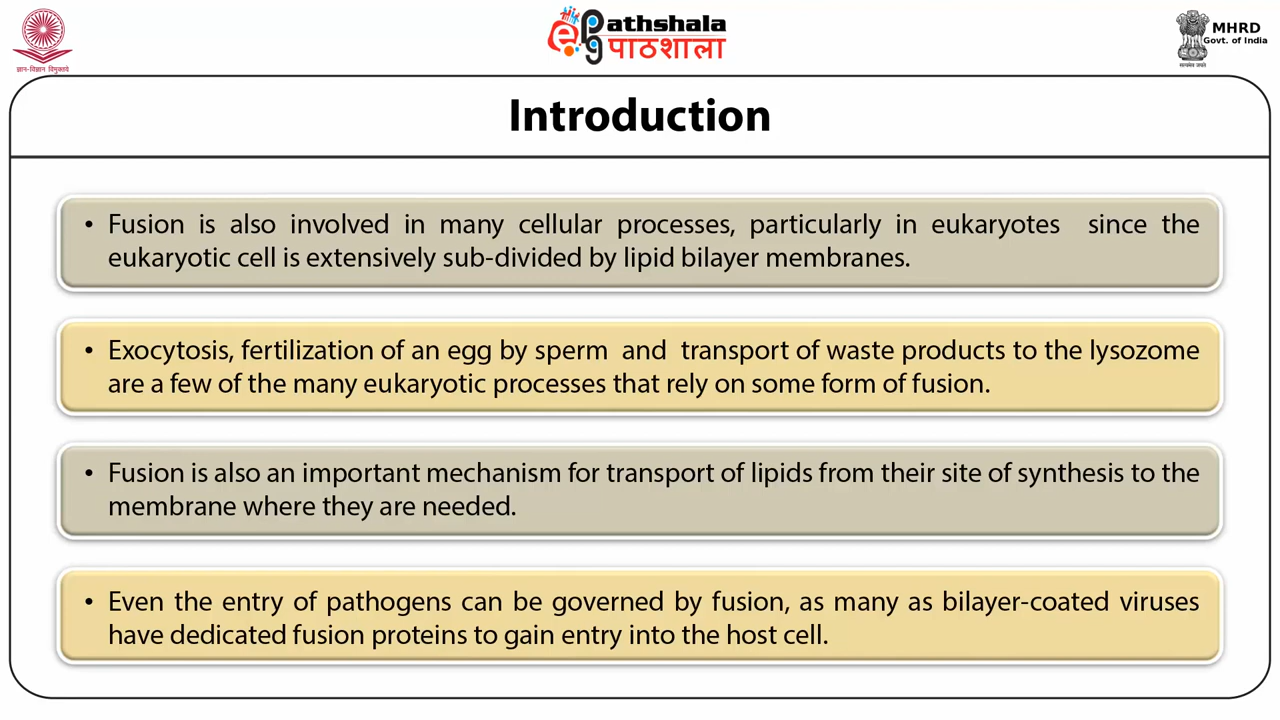 ज्ञान-विज्ञान विमुक्तये
ePG athshala
पाठशाला
सत्यमेव जयते
MHRD
Govt. of India
Introduction
• Fusion is also involved in many cellular processes, particularly in eukaryotes since the
eukaryotic cell is extensively sub-divided by lipid bilayer membranes.
• Exocytosis, fertilization of an egg by sperm and transport of waste products to the lysozome
are a few of the many eukaryotic processes that rely on some form of fusion.
• Fusion is also an important mechanism for transport of lipids from their site of synthesis to the
membrane where they are needed.
• Even the entry of pathogens can be governed by fusion, as many as bilayer-coated viruses
have dedicated fusion proteins to gain entry into the host cell.